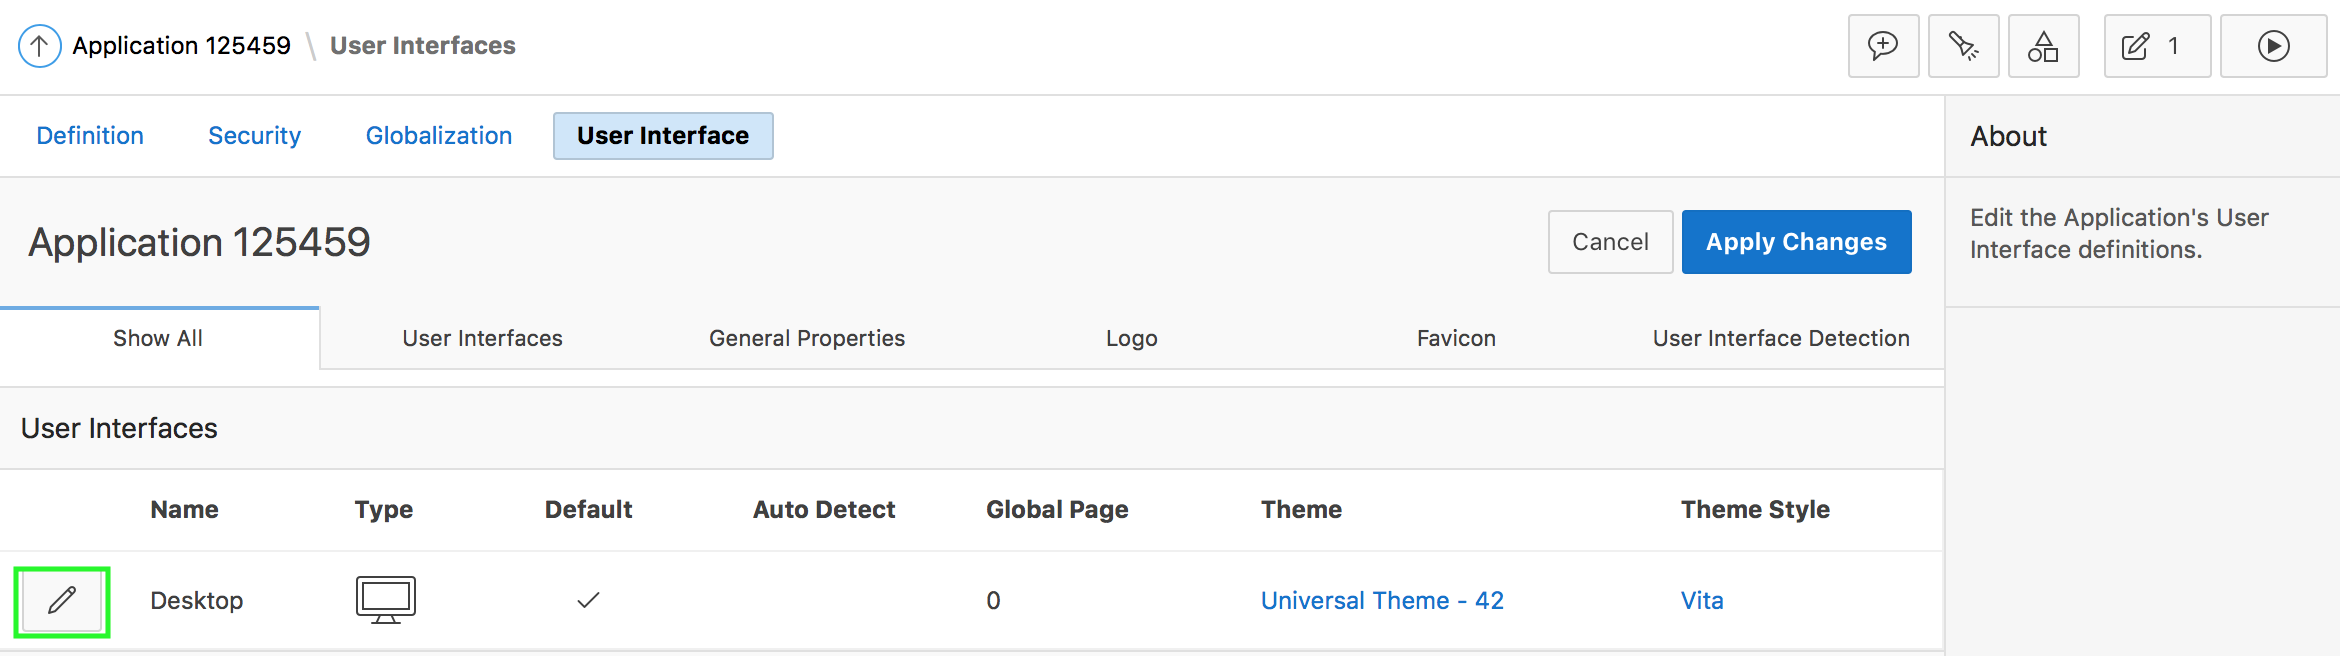 Application 125459 \ User Interfaces
1
Definition Security Globalization User Interface
About
Application 125459
Cancel Apply Changes
Edit the Application's User
Interface definitions.
Show All User Interfaces General Properties Logo Favicon User Interface Detection
User Interfaces
Name Type Default Auto Detect Global Page Theme Theme Style
Desktop 0 Universal Theme - 42 Vita